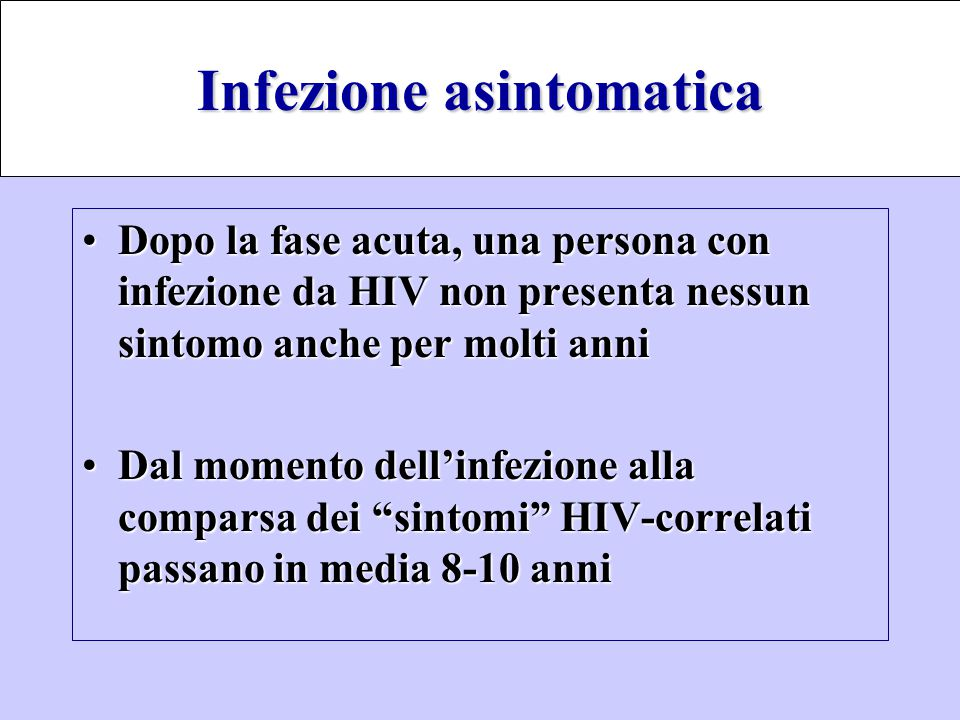 Infezione asintomatica
• Dopo la fase acuta, una persona con
infezione da HIV non presenta nessun
sintomo anche per molti anni
• Dal momento dell’infezione alla
comparsa dei “sintomi” HIV-correlati
passano in media 8-10 anni